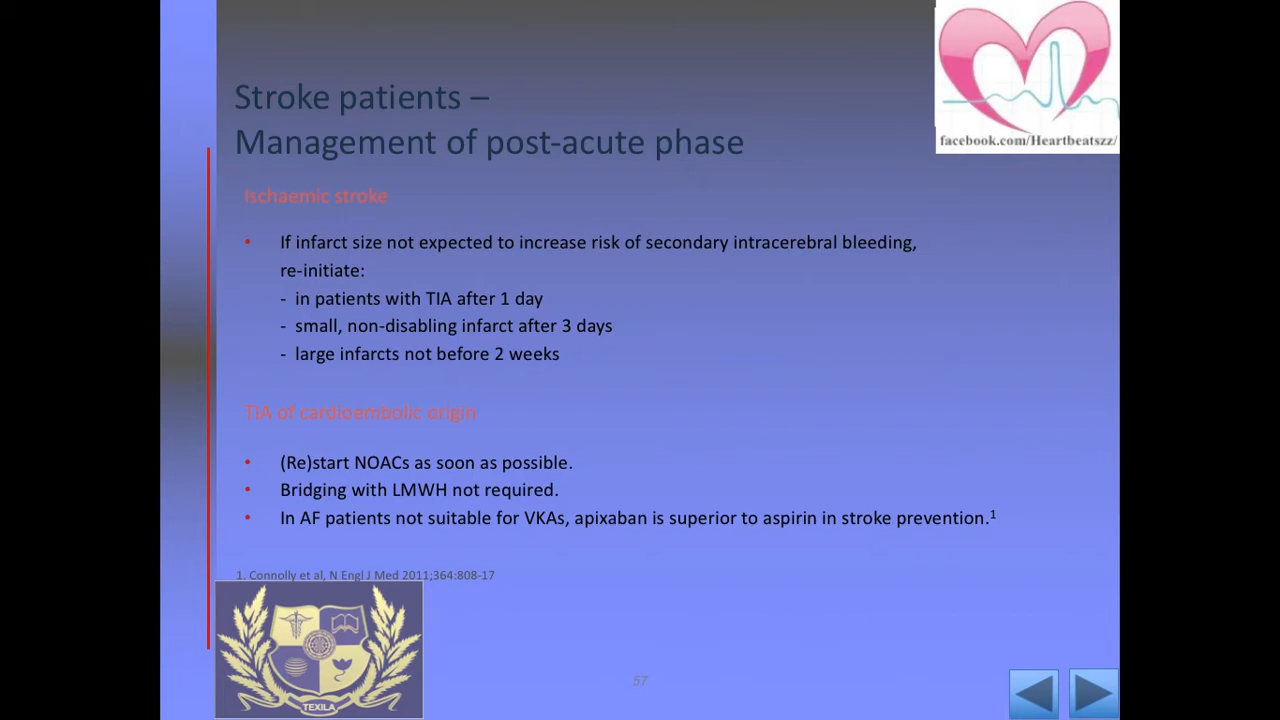 facebook.com/Heartbeatszz/
Stroke patients –
Management of post-acute phase
Ischaemic stroke
• If infarct size not expected to increase risk of secondary intracerebral bleeding,
re-initiate:
- in patients with TIA after 1 day
- small, non-disabling infarct after 3 days
- large infarcts not before 2 weeks
TIA of cardioembolic origin
• (Re)start NOACs as soon as possible.
• Bridging with LMWH not required.
• In AF patients not suitable for VKAs, apixaban is superior to aspirin in stroke prevention.1
1. Connolly et al, N Engl J Med 2011;364:808-17
TEXILA
57